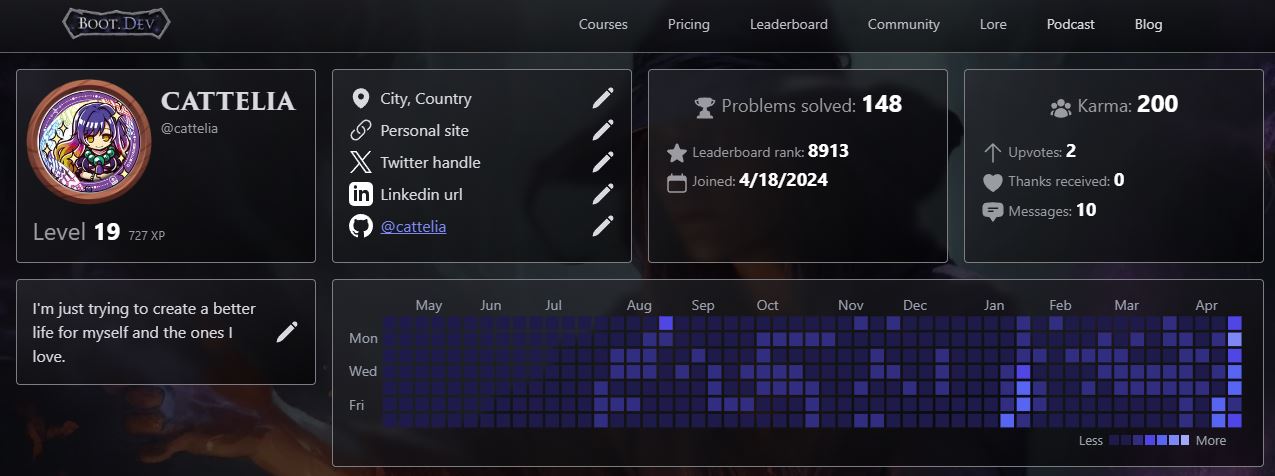 BOOT.DEV
Courses
Pricing
Leaderboard
Community
Lore
Podcast
Blog
CATTELIA
@cattelia
Level 19 727 XP
City, Country
Personal site
Twitter handle
Linkedin url
@cattelia
Problems solved: 148
Leaderboard rank: 8913
Joined: 4/18/2024
Karma: 200
Upvotes: 2
Thanks received: 0
Messages: 10
I'm just trying to create a better
life for myself and the ones I
love.
May Jun Jul Aug Sep Oct Nov Dec Jan Feb Mar Apr
Mon
Wed
Fri
Less More